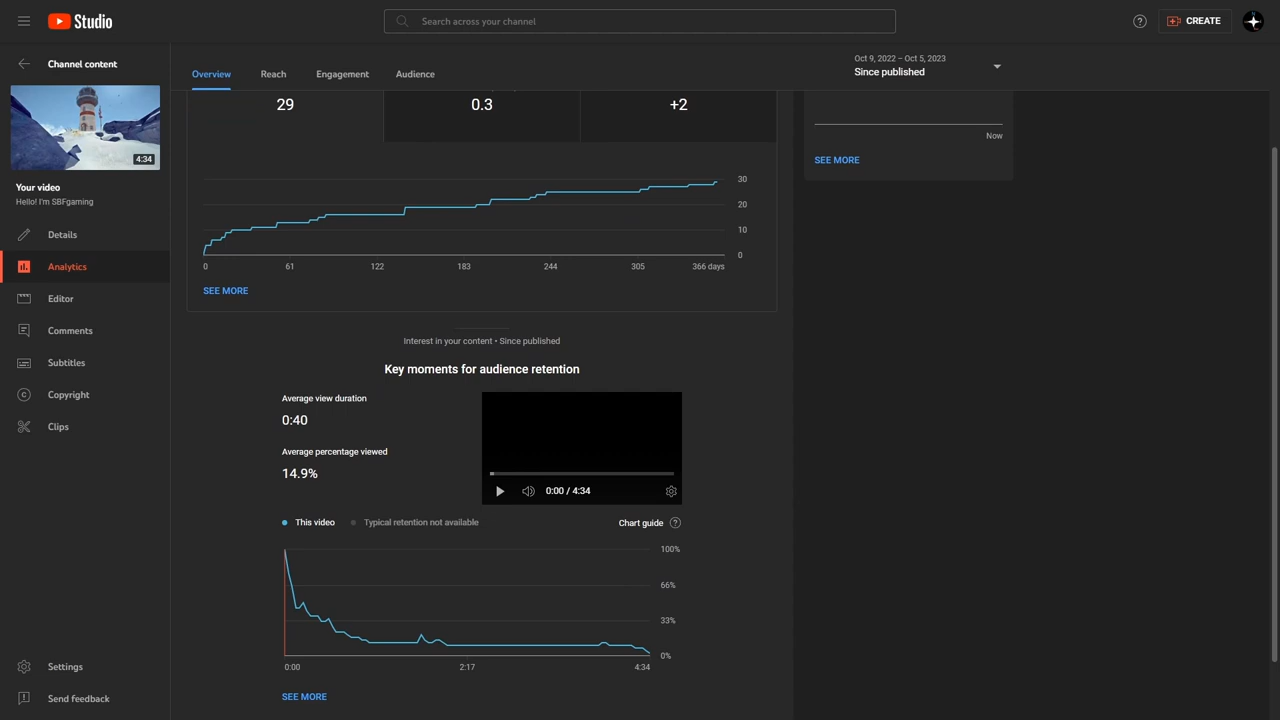 Studio
Search across your channel
CREATE
Channel content
4:34
Your video
Hello! I'm SBFgaming
Details
Analytics
Editor
Comments
Subtitles
Copyright
Clips
Settings
Send feedback
Overview
Reach
Engagement
Audience
Oct 9, 2022 – Oct 5, 2023
Since published
29
0.3
+2
30
20
10
0
0
61
122
183
244
305
366 days
SEE MORE
Now
SEE MORE
Interest in your content • Since published
Key moments for audience retention
Average view duration
0:40
Average percentage viewed
14.9%
0:00 / 4:34
This video
Typical retention not available
Chart guide
100%
66%
33%
0%
0:00
2:17
4:34
SEE MORE